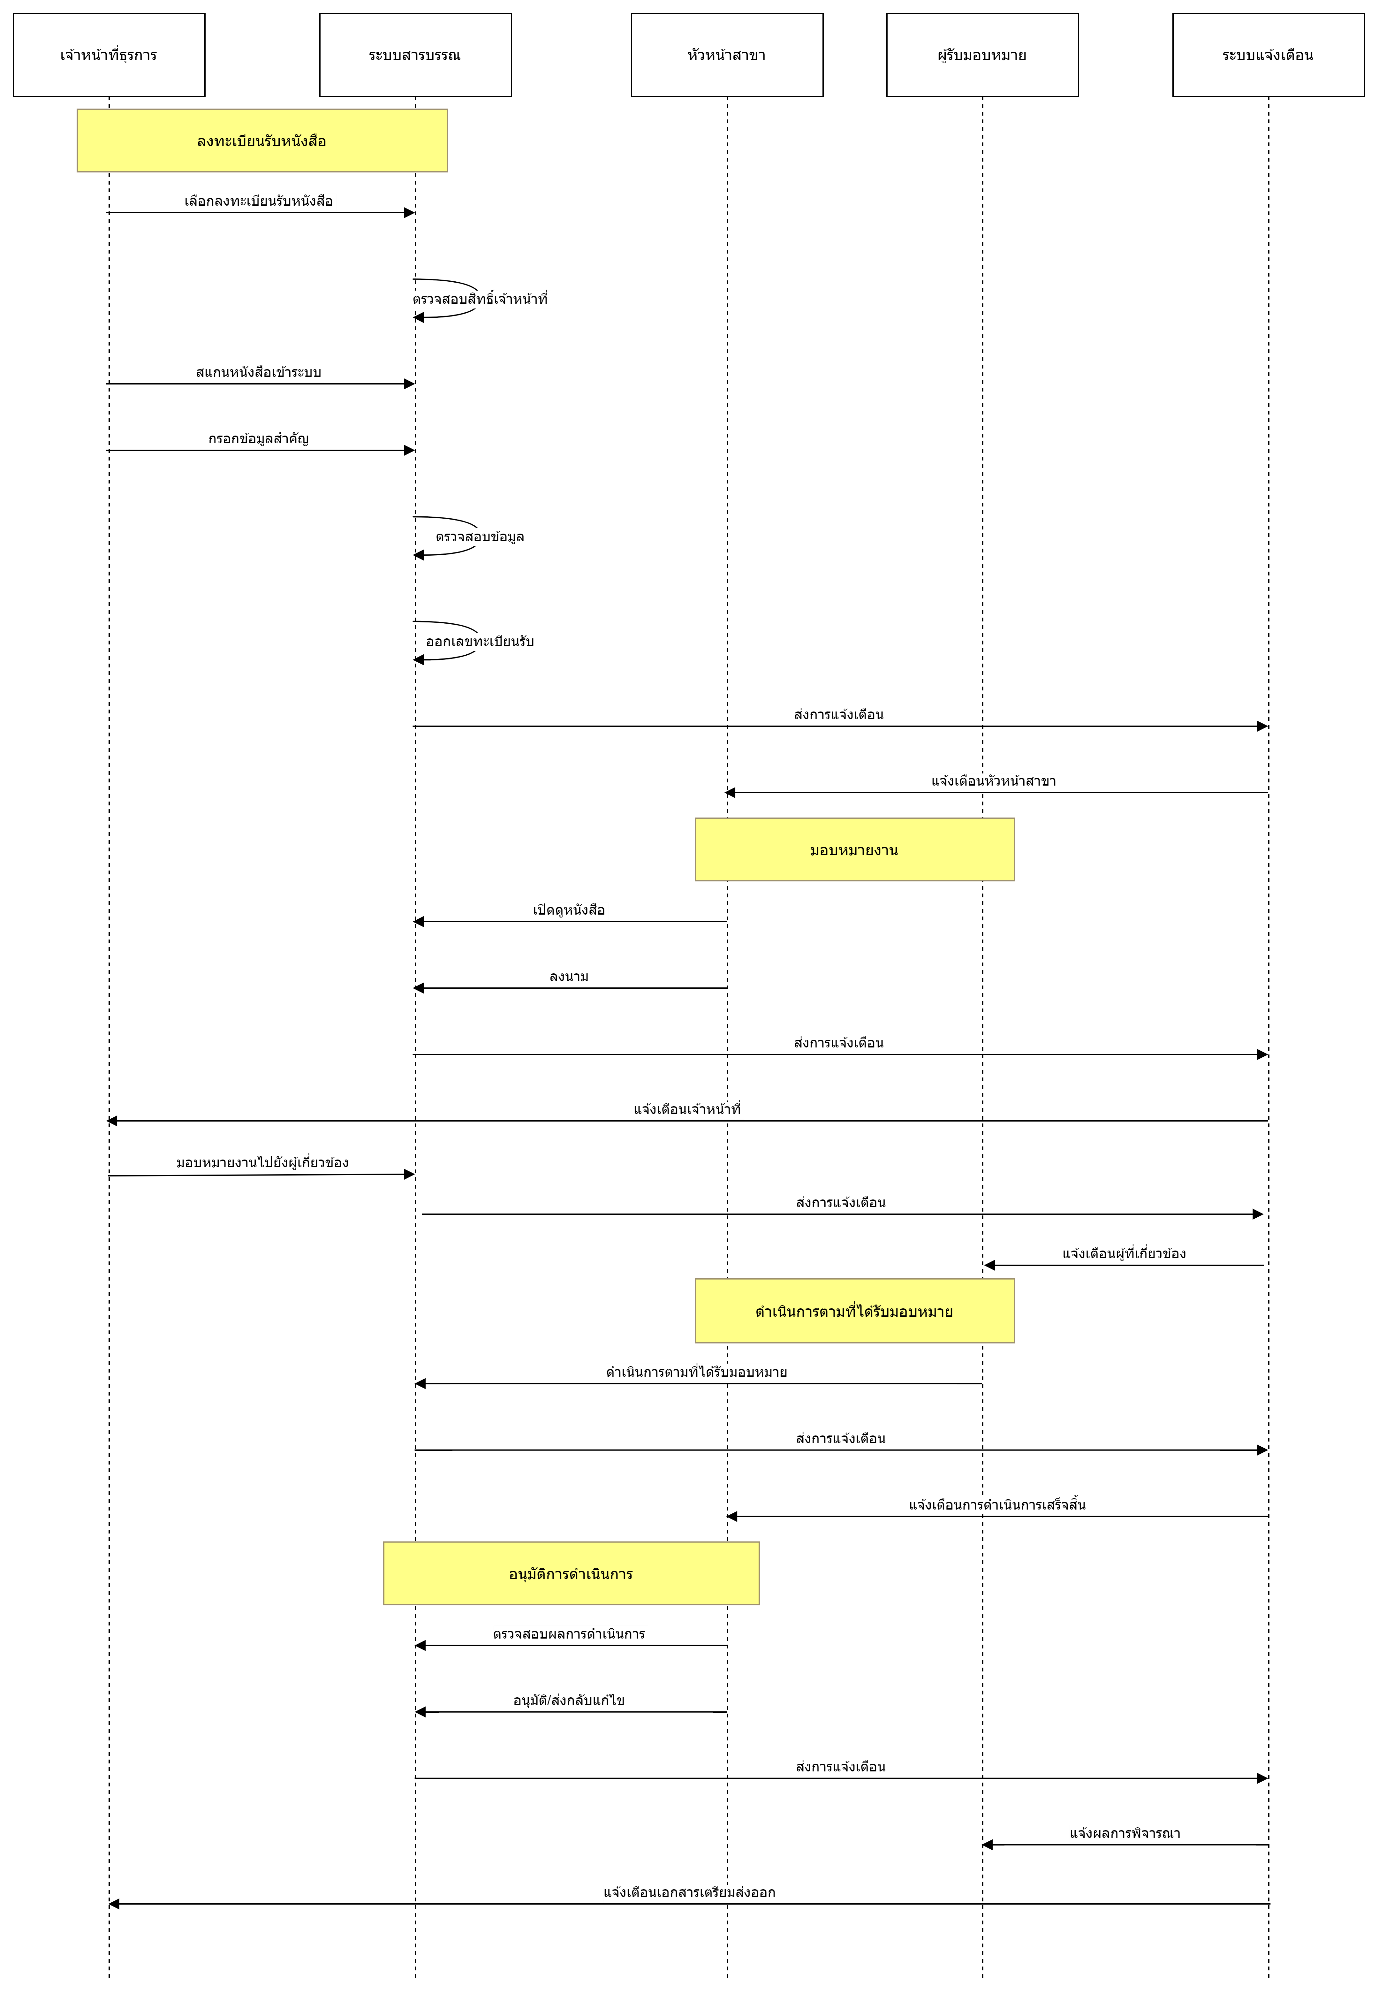 เจ้าหน้าที่ธุรการ
ระบบสารบรรณ
หัวหน้าสาขา
ผู้รับมอบหมาย
ระบบแจ้งเตือน
ลงทะเบียนรับหนังสือ
เลือกลงทะเบียนรับหนังสือ
ตรวจสอบสิทธิ์เจ้าหน้าที่
สแกนหนังสือเข้าระบบ
กรอกข้อมูลสำคัญ
ตรวจสอบข้อมูล
ออกเลขทะเบียนรับ
ส่งการแจ้งเตือน
แจ้งเตือนหัวหน้าสาขา
มอบหมายงาน
เปิดดูหนังสือ
ลงนาม
ส่งการแจ้งเตือน
แจ้งเตือนเจ้าหน้าที่
มอบหมายงานไปยังผู้เกี่ยวข้อง
ส่งการแจ้งเตือน
แจ้งเตือนผู้ที่เกี่ยวข้อง
ดำเนินการตามที่ได้รับมอบหมาย
ดำเนินการตามที่ได้รับมอบหมาย
ส่งการแจ้งเตือน
แจ้งเตือนการดำเนินการเสร็จสิ้น
อนุมัติการดำเนินการ
ตรวจสอบผลการดำเนินการ
อนุมัติ/ส่งกลับแก้ไข
ส่งการแจ้งเตือน
แจ้งผลการพิจารณา
แจ้งเตือนเอกสารเตรียมส่งออก